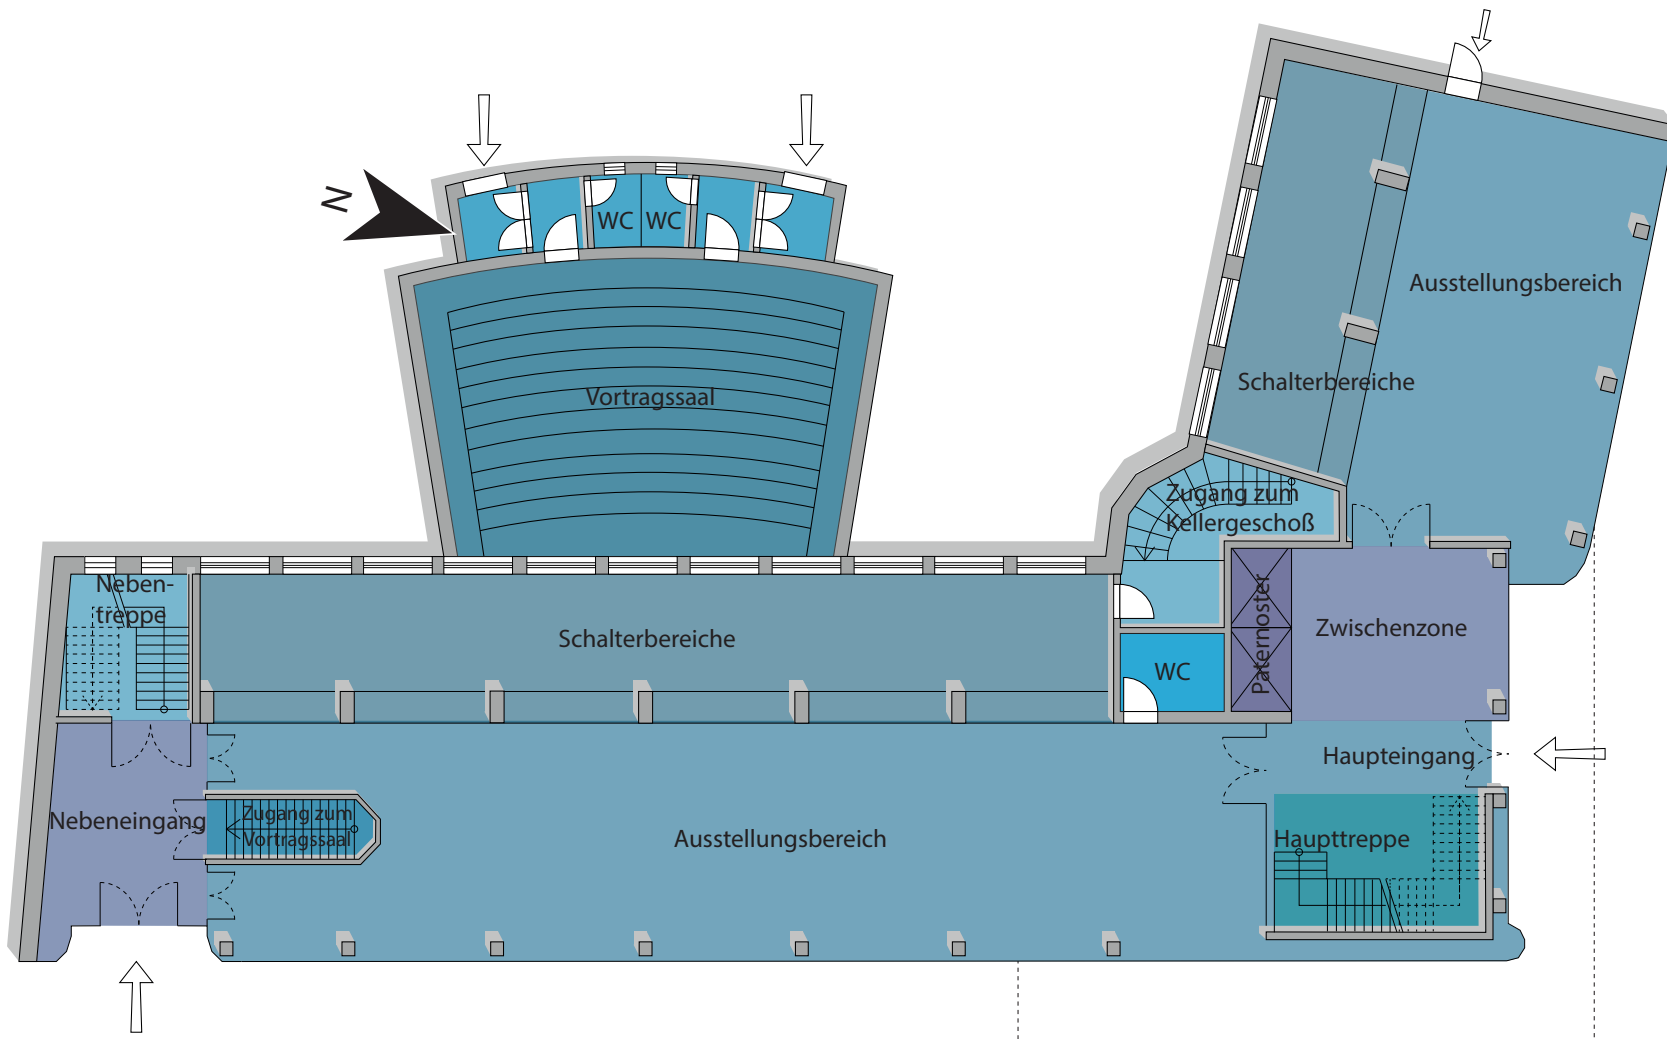 N
WC
WC
Ausstellungsbereich
Vortragssaal
Schalterbereiche
Zugang zum
Kellergeschoß
Neben-
treppe
Schalterbereiche
Paternoster
Zwischenzone
WC
Haupteingang
Nebeneingang
Zugang zum
Vortragssaal
Ausstellungsbereich
Haupttreppe